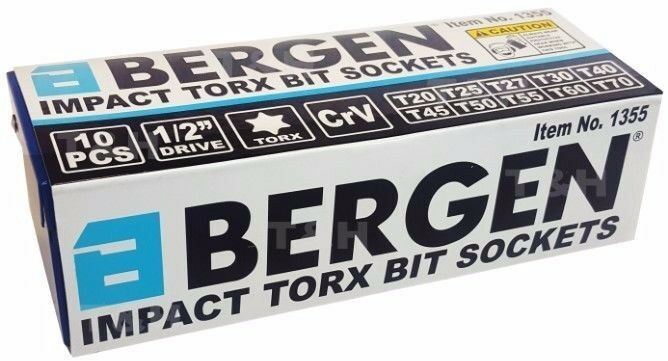 Item No. 1355
BERGEN
CAUTION
IMPACT TORX BIT SOCKETS
10 PCS
1/2" DRIVE
TORX
CrV
T20 T25 T27 T30 T40
T45 T50 T55 T60 T70
Item No. 1355
BERGEN®
IMPACT TORX BIT SOCKETS
T&H
T&H
T&H